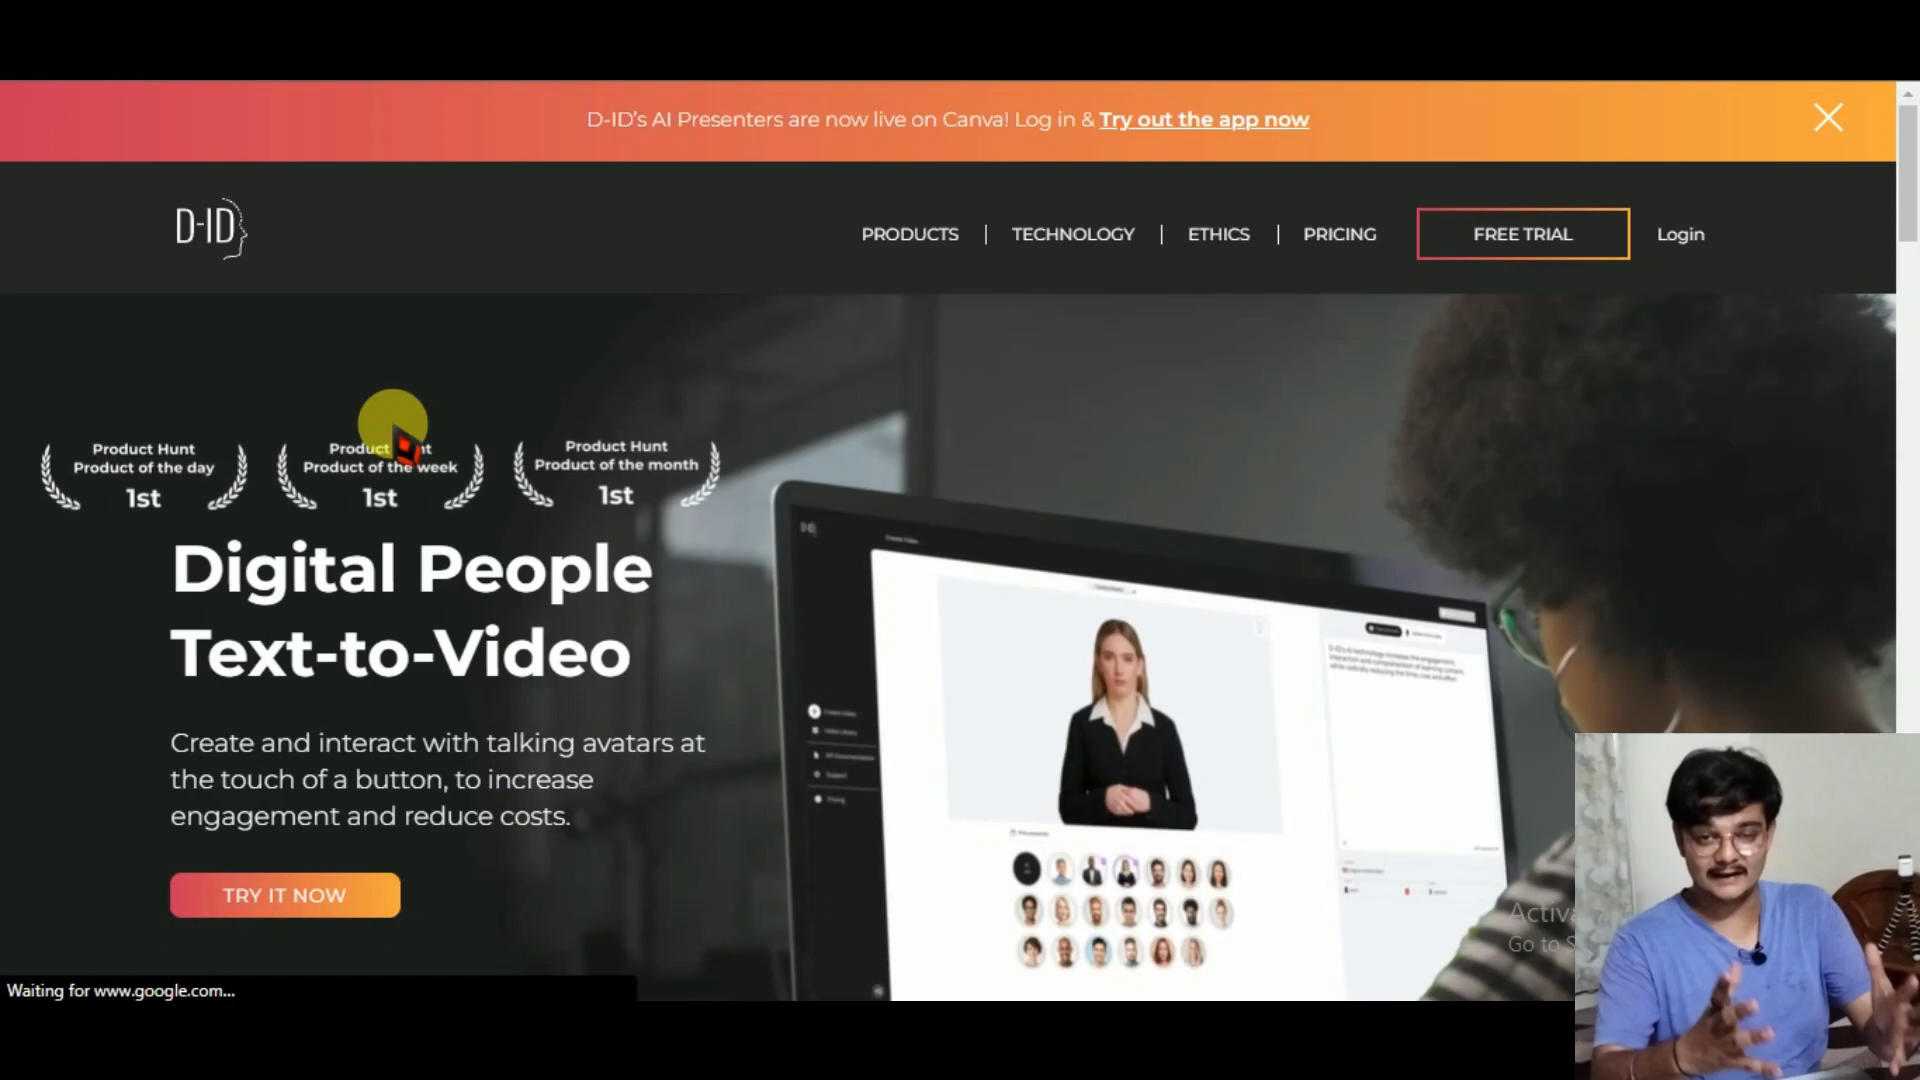 D-ID's AI Presenters are now live on Canva! Log in & Try out the app now
D-ID
PRODUCTS | TECHNOLOGY | ETHICS | PRICING
FREE TRIAL
Login
Product Hunt
Product of the day
1st
Product
Product of the week
1st
Product Hunt
Product of the month
1st
Digital People
Text-to-Video
Create and interact with talking avatars at
the touch of a button, to increase
engagement and reduce costs.
TRY IT NOW
Waiting for www.google.com...
Go to